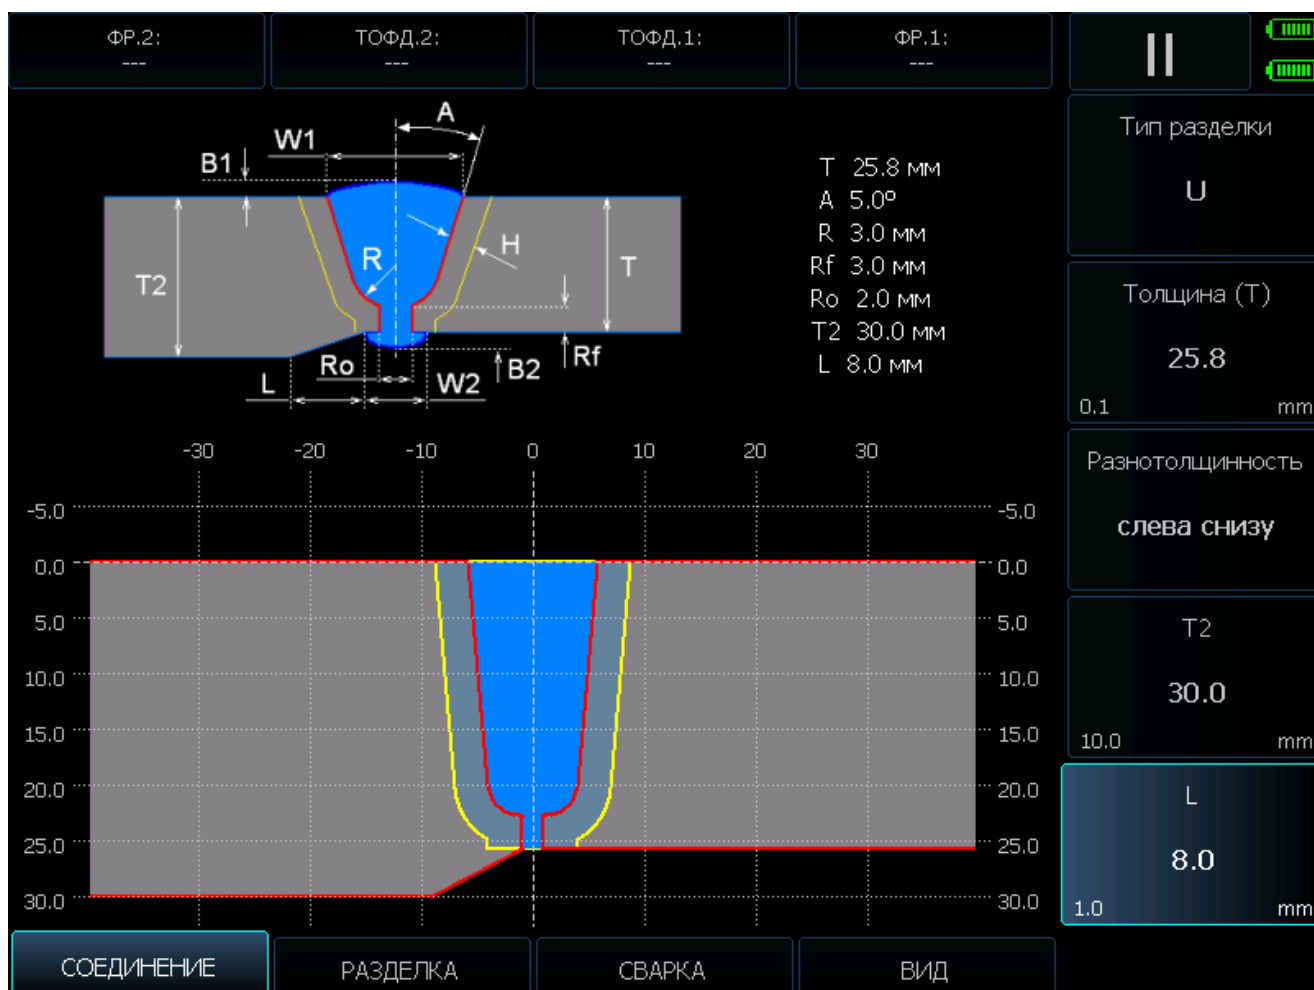 ФР.2:
---
ТОФД.2:
---
ТОФД.1:
---
ФР.1:
---
Тип разделки
U
Толщина (T)
25.8
0.1 mm
Разнотолщинность
слева снизу
T2
30.0
10.0 mm
L
8.0
1.0 mm
A
W1
B1
H
R
T
T2
Ro
Rf
B2
L
W2
T 25.8 мм
A 5.0º
R 3.0 мм
Rf 3.0 мм
Ro 2.0 мм
T2 30.0 мм
L 8.0 мм
-30 -20 -10 0 10 20 30
-5.0 -5.0
0.0 0.0
5.0 5.0
10.0 10.0
15.0 15.0
20.0 20.0
25.0 25.0
30.0 30.0
СОЕДИНЕНИЕ
РАЗДЕЛКА
СВАРКА
ВИД